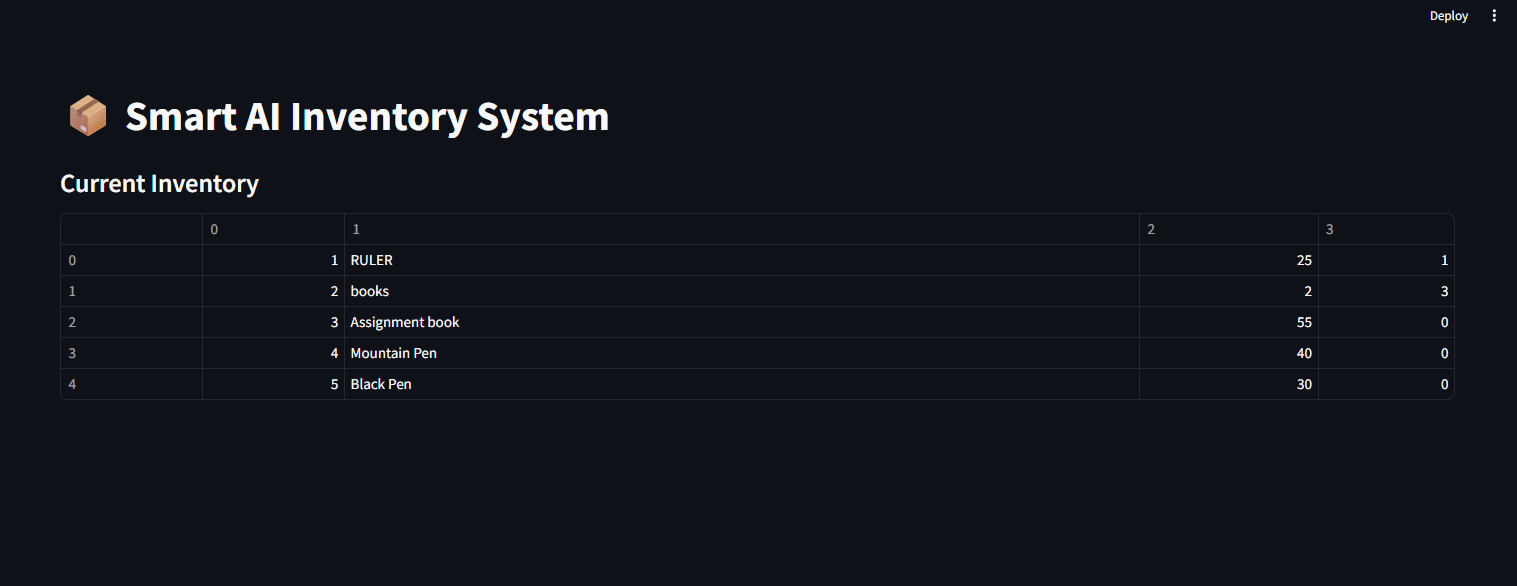 Deploy
📦 Smart AI Inventory System
Current Inventory
0 1 2 3
0 1 RULER 25 1
1 2 books 2 3
2 3 Assignment book 55 0
3 4 Mountain Pen 40 0
4 5 Black Pen 30 0